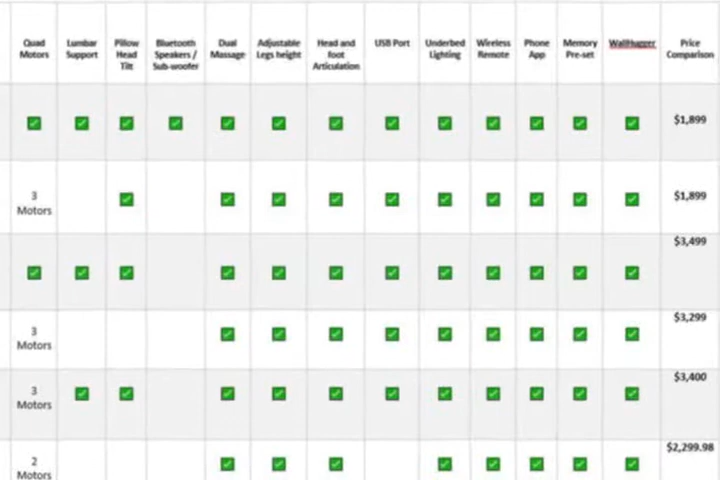 Quad Motors
Lumbar Support
Pillow Head Tilt
Bluetooth Speakers / Sub-woofer
Dual Massage
Adjustable Legs height
Head and foot Articulation
USB Port
Underbed Lighting
Wireless Remote
Phone App
Memory Pre-set
WallHugger
Price Comparison
$1,899
3 Motors
$1,899
$3,499
3 Motors
$3,299
3 Motors
$3,400
2 Motors
$2,299.98